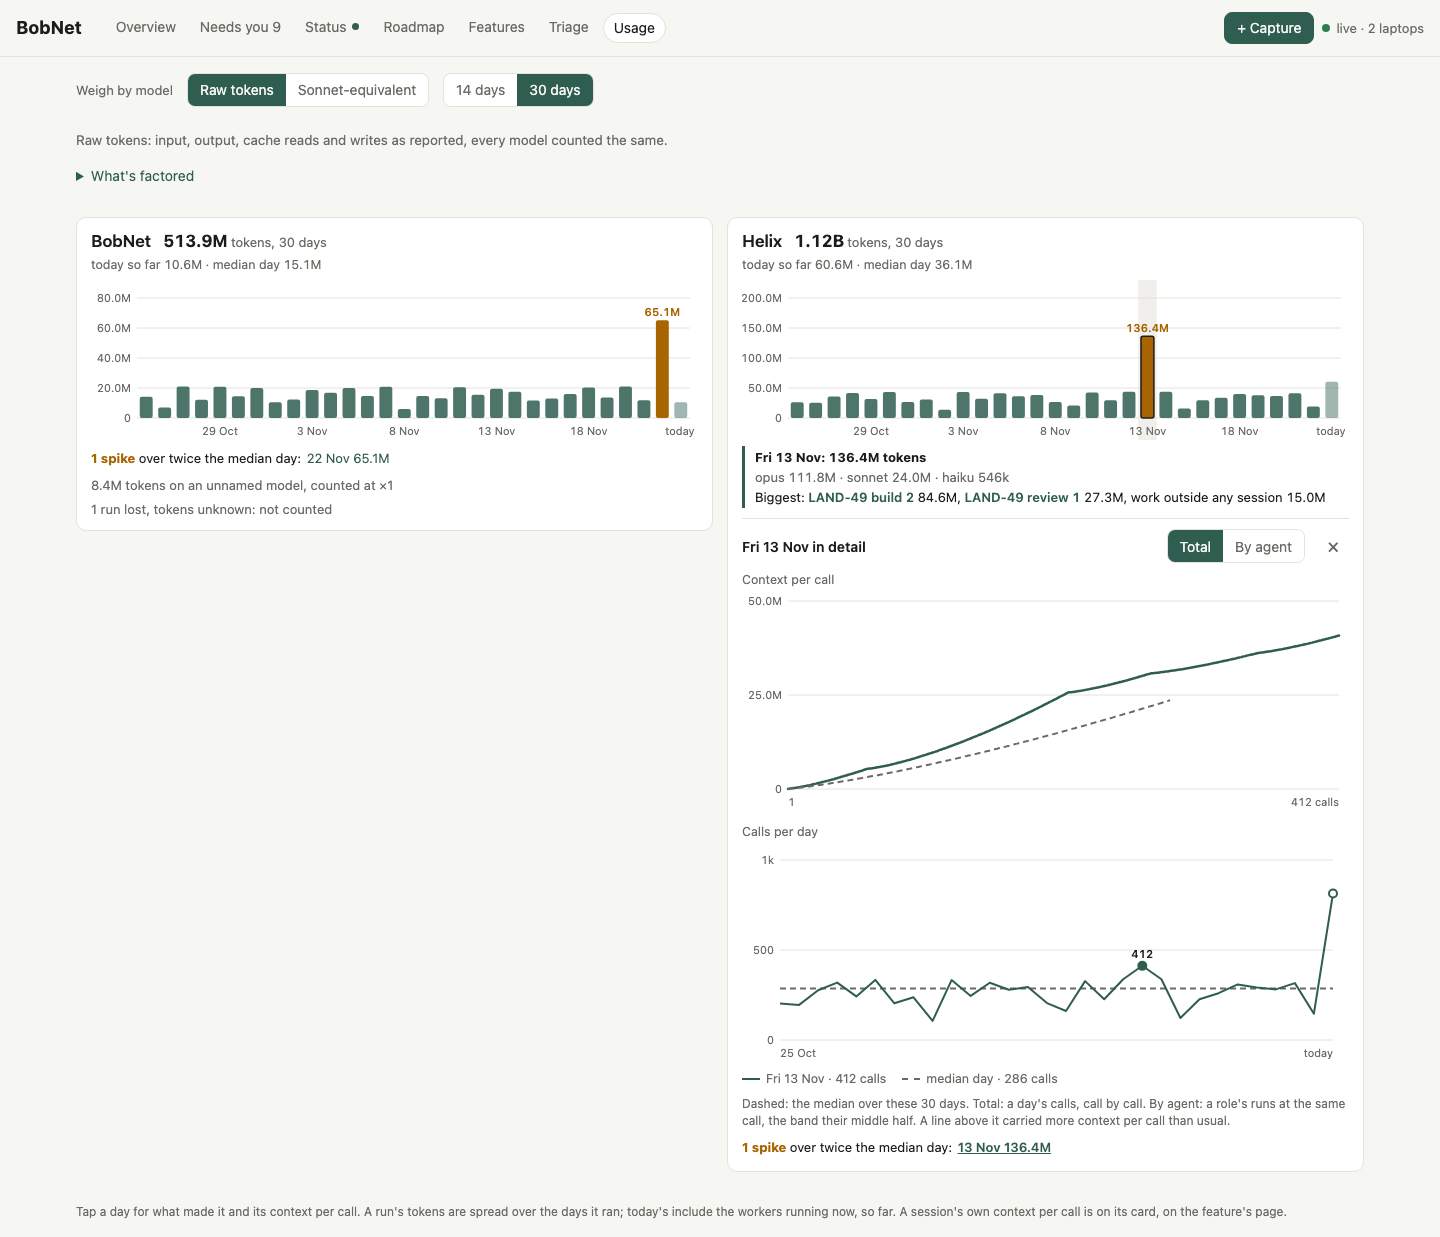 BobNet
Overview
Needs you 9
Status
Roadmap
Features
Triage
Usage
+ Capture
live · 2 laptops
Weigh by model
Raw tokens
Sonnet-equivalent
14 days
30 days
Raw tokens: input, output, cache reads and writes as reported, every model counted the same.
What's factored
BobNet 513.9M tokens, 30 days
today so far 10.6M · median day 15.1M
80.0M
60.0M
40.0M
20.0M
0
65.1M
29 Oct
3 Nov
8 Nov
13 Nov
18 Nov
today
1 spike over twice the median day: 22 Nov 65.1M
8.4M tokens on an unnamed model, counted at ×1
1 run lost, tokens unknown: not counted
Helix 1.12B tokens, 30 days
today so far 60.6M · median day 36.1M
200.0M
150.0M
100.0M
50.0M
0
136.4M
29 Oct
3 Nov
8 Nov
13 Nov
18 Nov
today
Fri 13 Nov: 136.4M tokens
opus 111.8M · sonnet 24.0M · haiku 546k
Biggest: LAND-49 build 2 84.6M, LAND-49 review 1 27.3M, work outside any session 15.0M
Fri 13 Nov in detail
Total
By agent
×
Context per call
50.0M
25.0M
0
1
412 calls
Calls per day
1k
500
0
412
25 Oct
today
Fri 13 Nov · 412 calls
median day · 286 calls
Dashed: the median over these 30 days. Total: a day's calls, call by call. By agent: a role's runs at the same
call, the band their middle half. A line above it carried more context per call than usual.
1 spike over twice the median day: 13 Nov 136.4M
Tap a day for what made it and its context per call. A run's tokens are spread over the days it ran; today's include the workers running now, so far. A session's own context per call is on its card, on the feature's page.